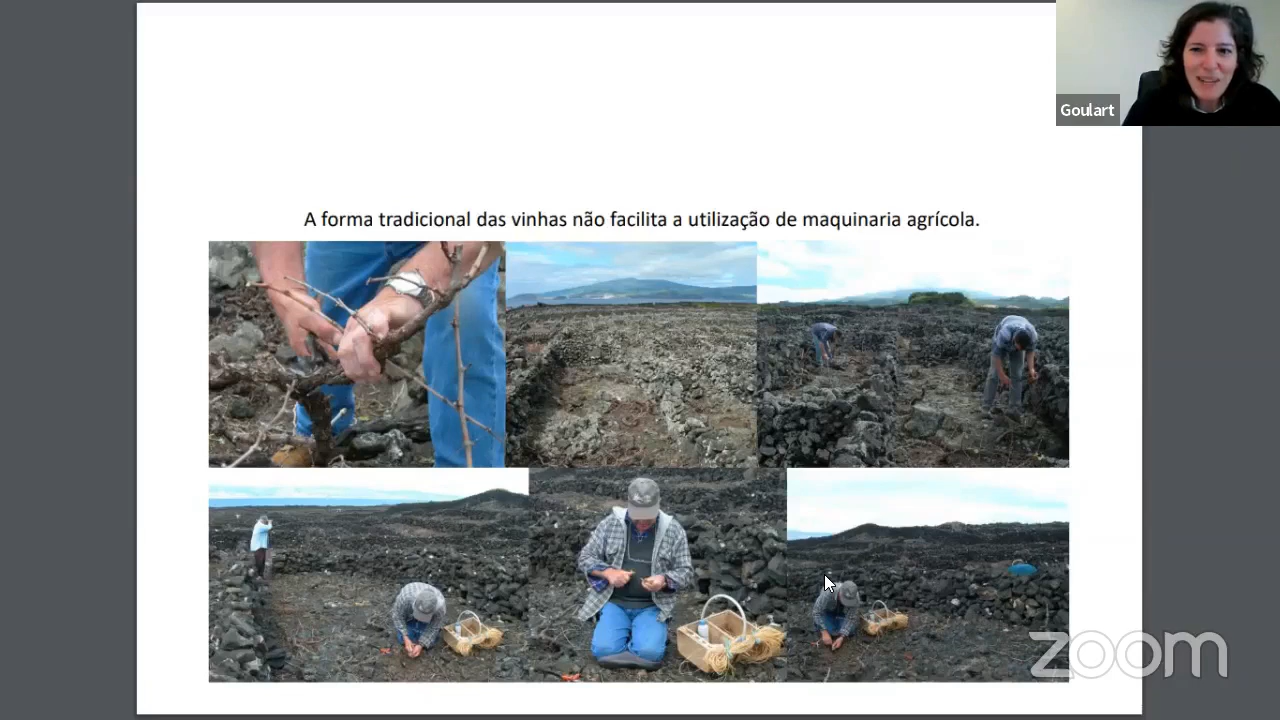 Goulart
A forma tradicional das vinhas não facilita a utilização de maquinaria agrícola.
zoom